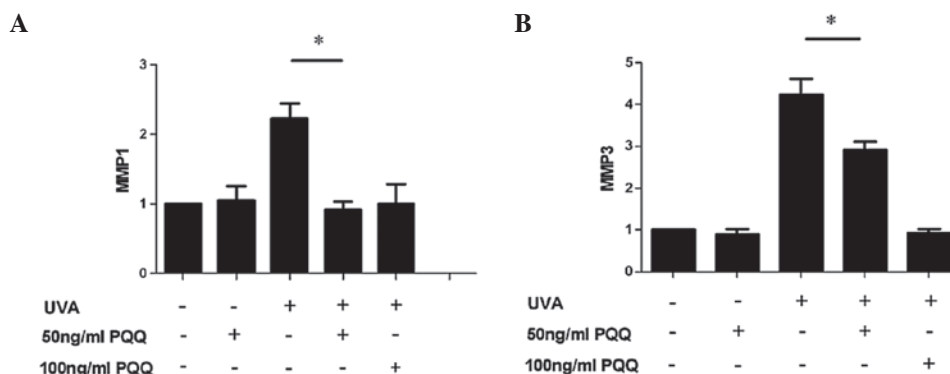 A
B
*
*
3
2
1
0
MMP1
5
4
3
2
1
0
MMP3
UVA - - + + +
50ng/ml PQQ - + - + -
100ng/ml PQQ - - - - +
UVA - - + + +
50ng/ml PQQ - + - + -
100ng/ml PQQ - - - - +